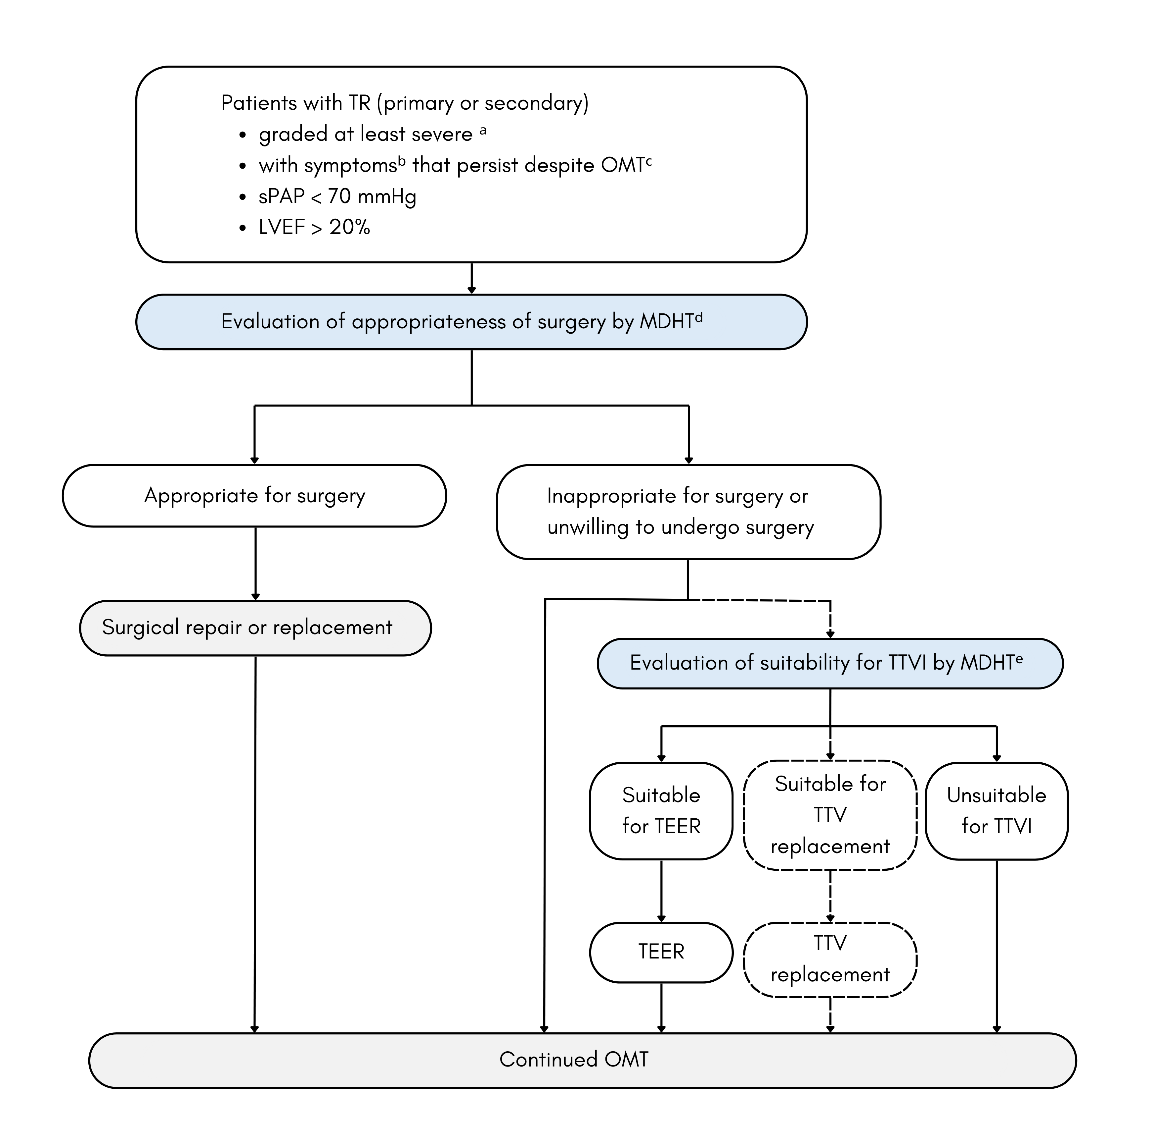 Patients with TR (primary or secondary)
• graded at least severe ᵃ
• with symptomsᵇ that persist despite OMTᶜ
• sPAP < 70 mmHg
• LVEF > 20%
Evaluation of appropriateness of surgery by MDHTᵈ
Appropriate for surgery
Inappropriate for surgery or
unwilling to undergo surgery
Surgical repair or replacement
Evaluation of suitability for TTVI by MDHTᵉ
Suitable
for TEER
Suitable for
TTV
replacement
Unsuitable
for TTVI
TEER
TTV
replacement
Continued OMT